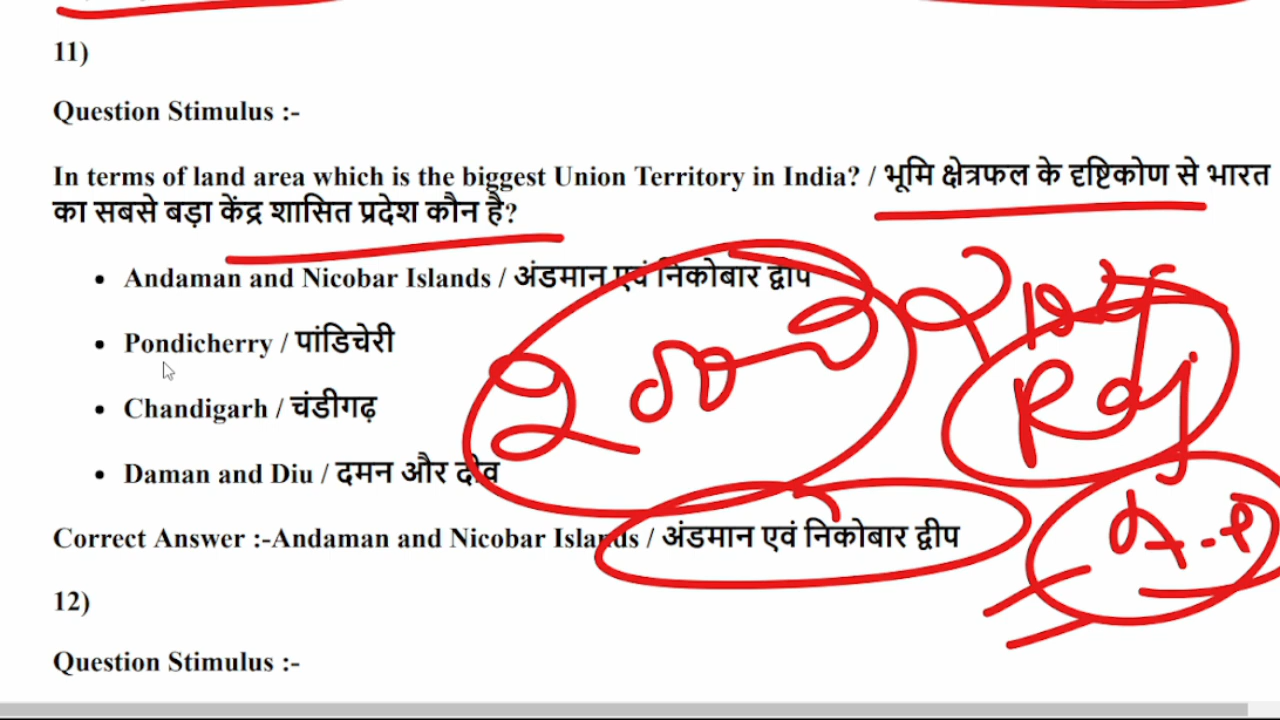 11)
Question Stimulus :-
In terms of land area which is the biggest Union Territory in India? / भूमि क्षेत्रफल के दृष्टिकोण से भारत
का सबसे बड़ा केंद्र शासित प्रदेश कौन है?
• Andaman and Nicobar Islands / अंडमान एवं निकोबार द्वीप
• Pondicherry / पांडिचेरी
• Chandigarh / चंडीगढ़
• Daman and Diu / दमन और दीव
Raj
Correct Answer :-Andaman and Nicobar Islands / अंडमान एवं निकोबार द्वीप
12)
Question Stimulus :-